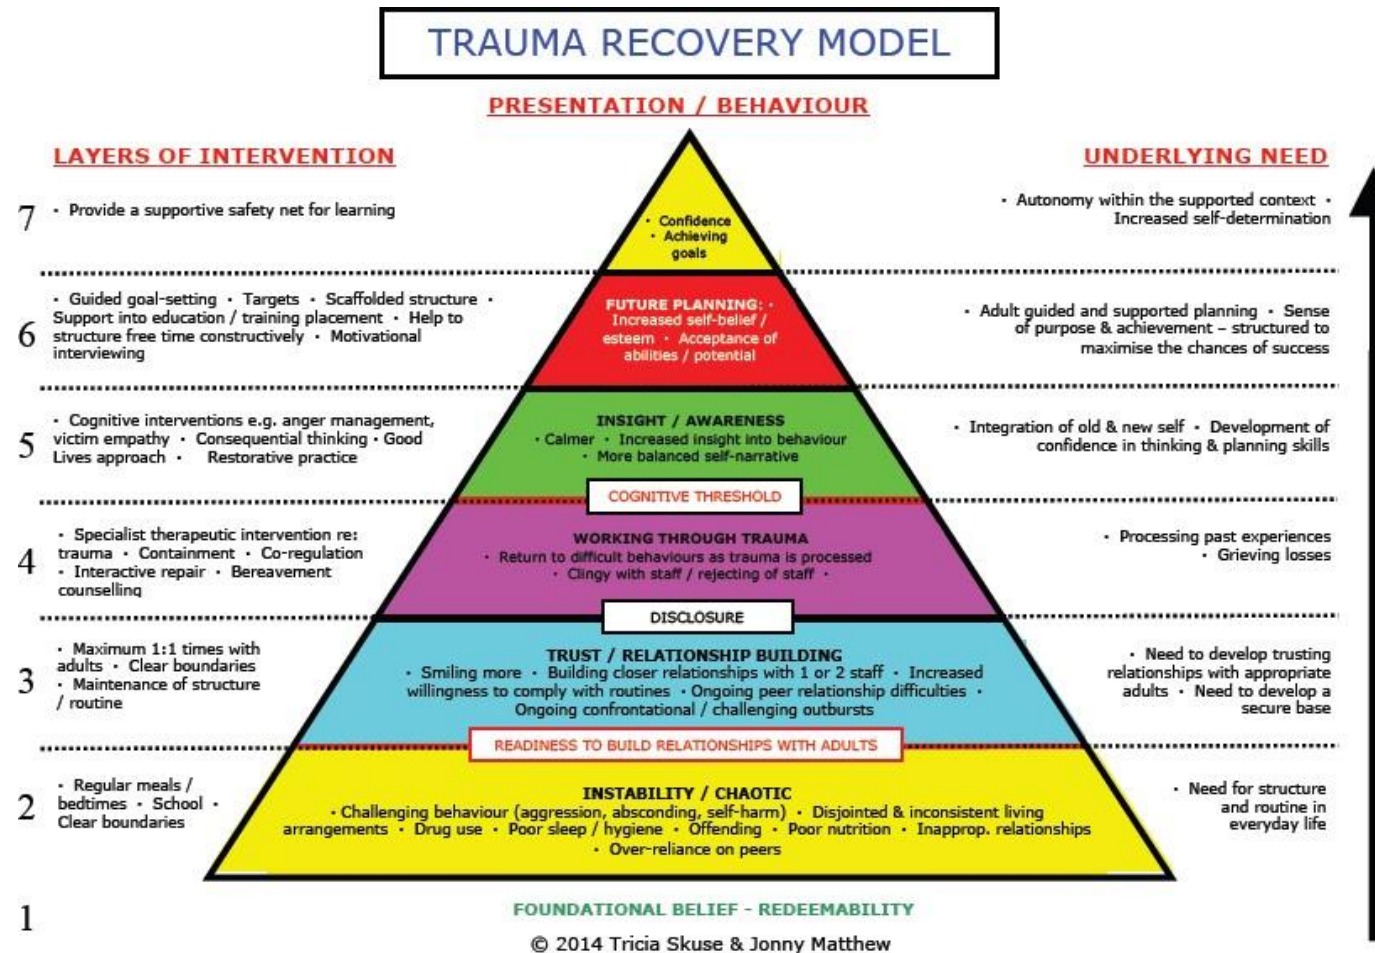 TRAUMA RECOVERY MODEL
PRESENTATION / BEHAVIOUR
LAYERS OF INTERVENTION
UNDERLYING NEED
7
· Provide a supportive safety net for learning
· Confidence
· Achieving
goals
· Autonomy within the supported context ·
Increased self-determination
6
· Guided goal-setting · Targets · Scaffolded structure ·
Support into education / training placement · Help to
structure free time constructively · Motivational
interviewing
FUTURE PLANNING: ·
Increased self-belief /
esteem · Acceptance of
abilities / potential
· Adult guided and supported planning · Sense
of purpose & achievement – structured to
maximise the chances of success
5
· Cognitive interventions e.g. anger management,
victim empathy · Consequential thinking · Good
Lives approach · Restorative practice
INSIGHT / AWARENESS
· Calmer · Increased insight into behaviour
· More balanced self-narrative
· Integration of old & new self · Development of
confidence in thinking & planning skills
COGNITIVE THRESHOLD
4
· Specialist therapeutic intervention re:
trauma · Containment · Co-regulation
· Interactive repair · Bereavement
counselling
WORKING THROUGH TRAUMA
· Return to difficult behaviours as trauma is processed
· Clingy with staff / rejecting of staff ·
· Processing past experiences
· Grieving losses
DISCLOSURE
3
· Maximum 1:1 times with
adults · Clear boundaries
· Maintenance of structure
/ routine
TRUST / RELATIONSHIP BUILDING
· Smiling more · Building closer relationships with 1 or 2 staff · Increased
willingness to comply with routines · Ongoing peer relationship difficulties ·
Ongoing confrontational / challenging outbursts
· Need to develop trusting
relationships with appropriate
adults · Need to develop a
secure base
READINESS TO BUILD RELATIONSHIPS WITH ADULTS
2
· Regular meals /
bedtimes · School ·
Clear boundaries
INSTABILITY / CHAOTIC
· Challenging behaviour (aggression, absconding, self-harm) · Disjointed & inconsistent living
arrangements · Drug use · Poor sleep / hygiene · Offending · Poor nutrition · Inapprop. relationships
· Over-reliance on peers
· Need for structure
and routine in
everyday life
1
FOUNDATIONAL BELIEF - REDEEMABILITY
© 2014 Tricia Skuse & Jonny Matthew